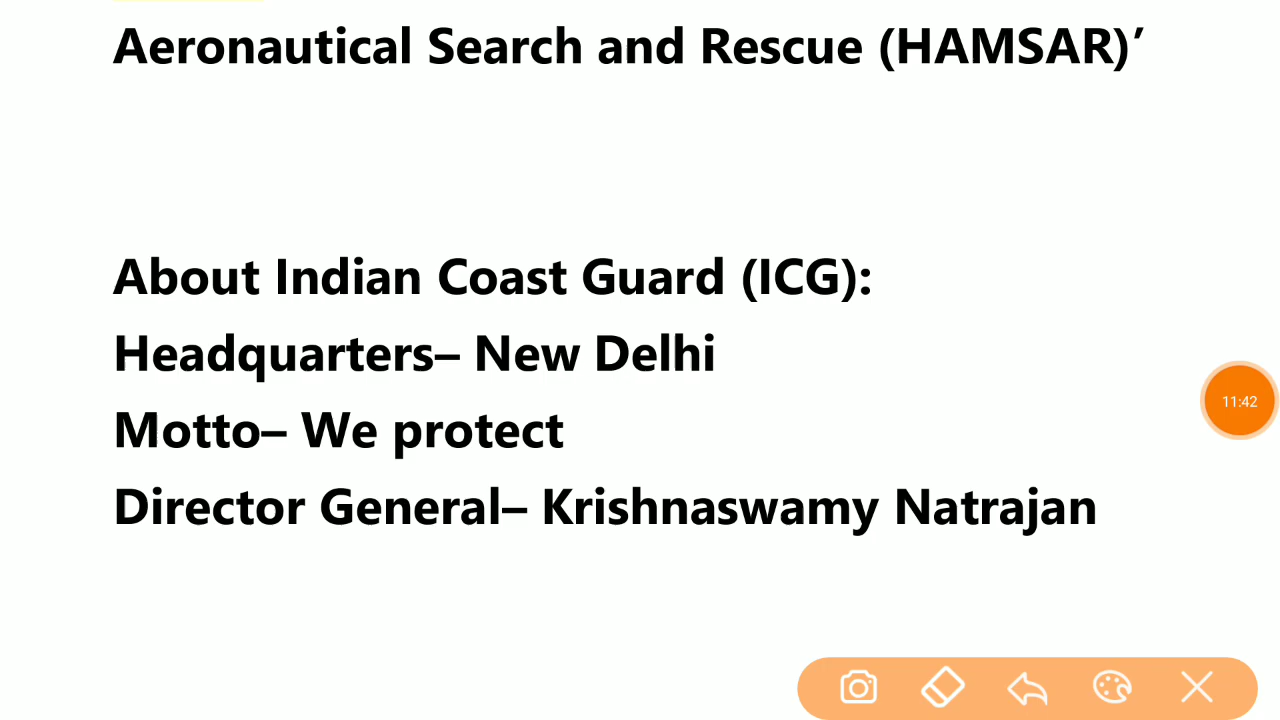 Aeronautical Search and Rescue (HAMSAR)’
About Indian Coast Guard (ICG):
Headquarters– New Delhi
11:42
Motto– We protect
Director General– Krishnaswamy Natrajan